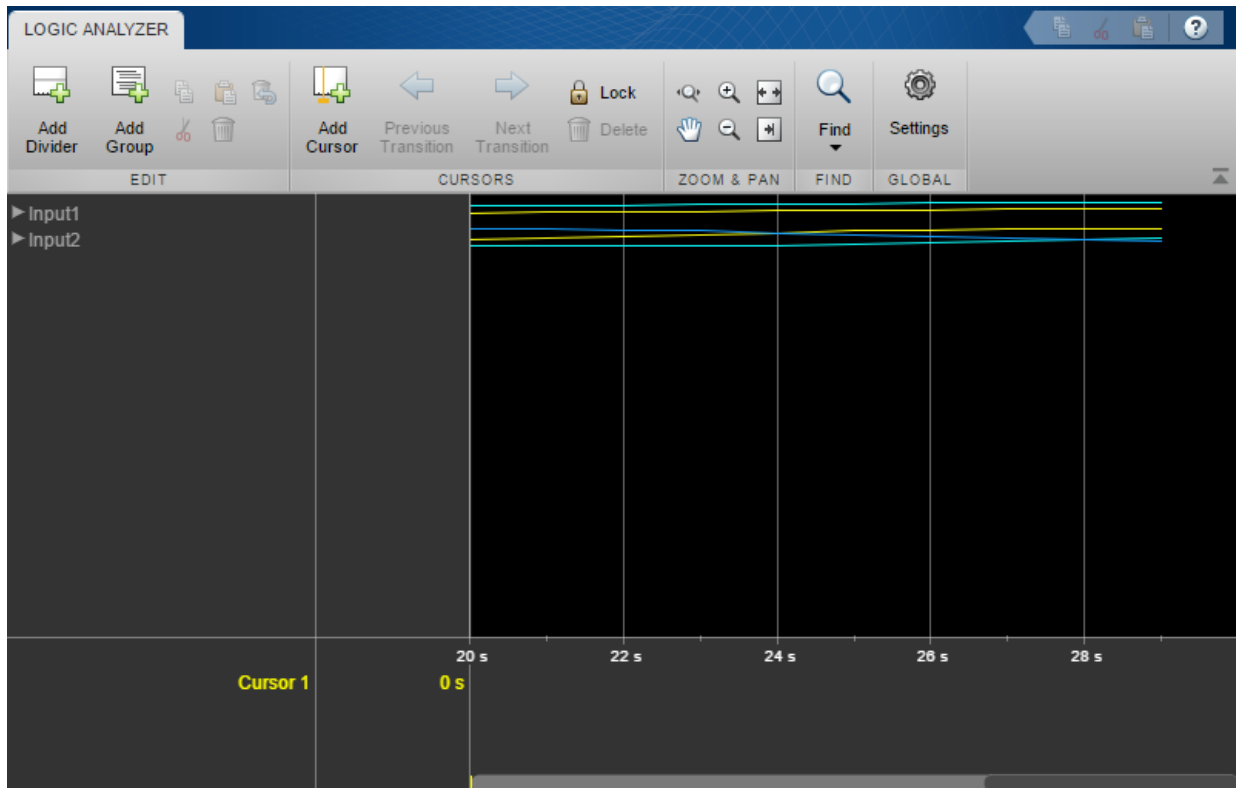 LOGIC ANALYZER
?
Add Divider
Add Group
Add Cursor
Previous Transition
Next Transition
Lock
Delete
Find
Settings
EDIT
CURSORS
ZOOM & PAN
FIND
GLOBAL
Input1
Input2
20 s 22 s 24 s 26 s 28 s
Cursor 1 0 s